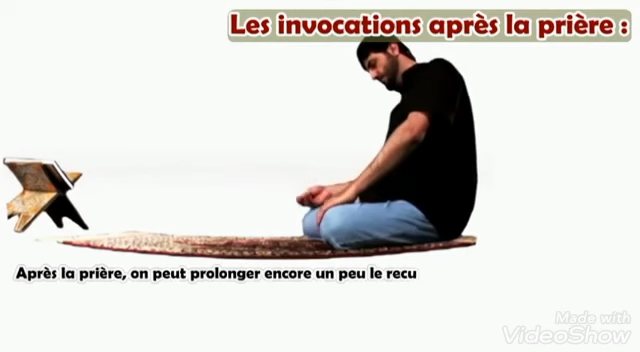 Les invocations après la prière :
Après la prière, on peut prolonger encore un peu le recu
Made with
VideoShow